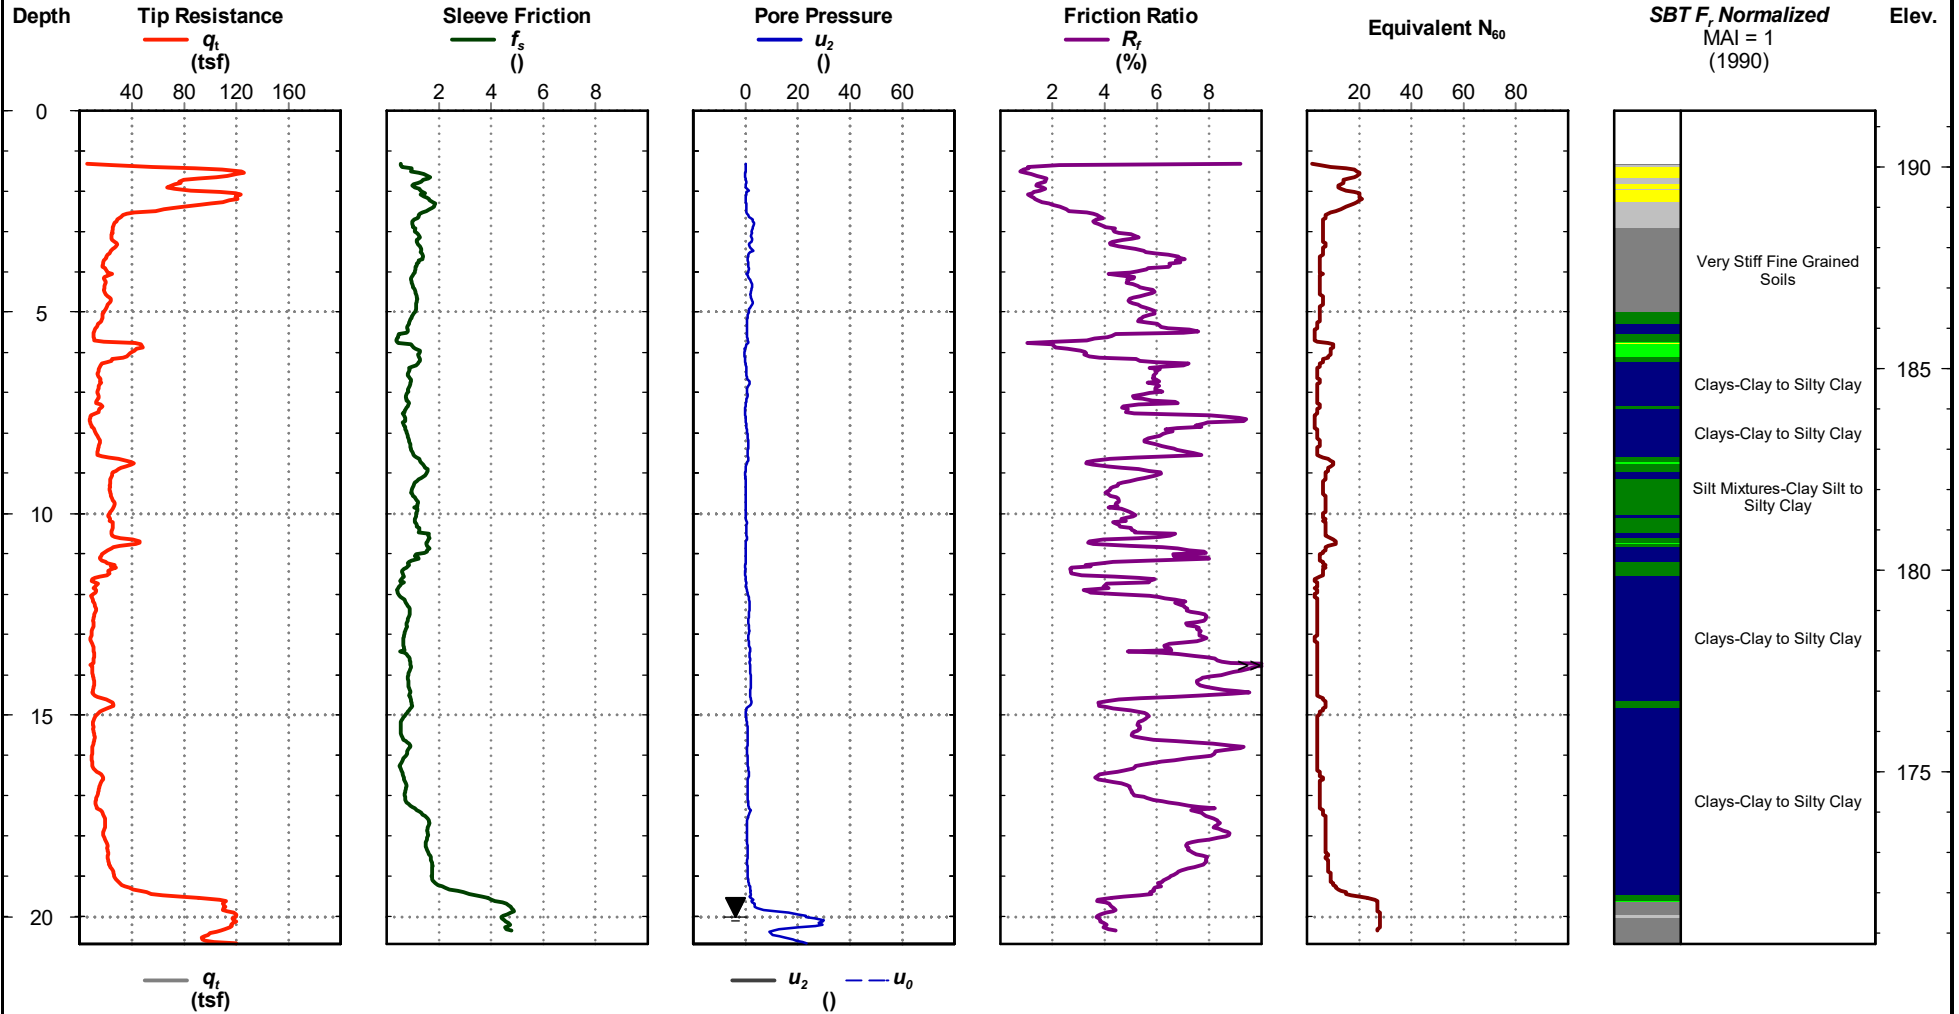 Depth
Tip Resistance
Sleeve Friction
Pore Pressure
Friction Ratio
Equivalent N60
SBT Fr Normalized
Elev.
qt
fs
u2
Rf
MAI = 1
(tsf)
()
()
(%)
(1990)
40 80 120 160
2 4 6 8
0 20 40 60
2 4 6 8
20 40 60 80
0
190
Very Stiff Fine Grained
Soils
5
185
Clays-Clay to Silty Clay
Clays-Clay to Silty Clay
Silt Mixtures-Clay Silt to
Silty Clay
10
180
Clays-Clay to Silty Clay
15
175
Clays-Clay to Silty Clay
20
qt
(tsf)
u2
u0
()